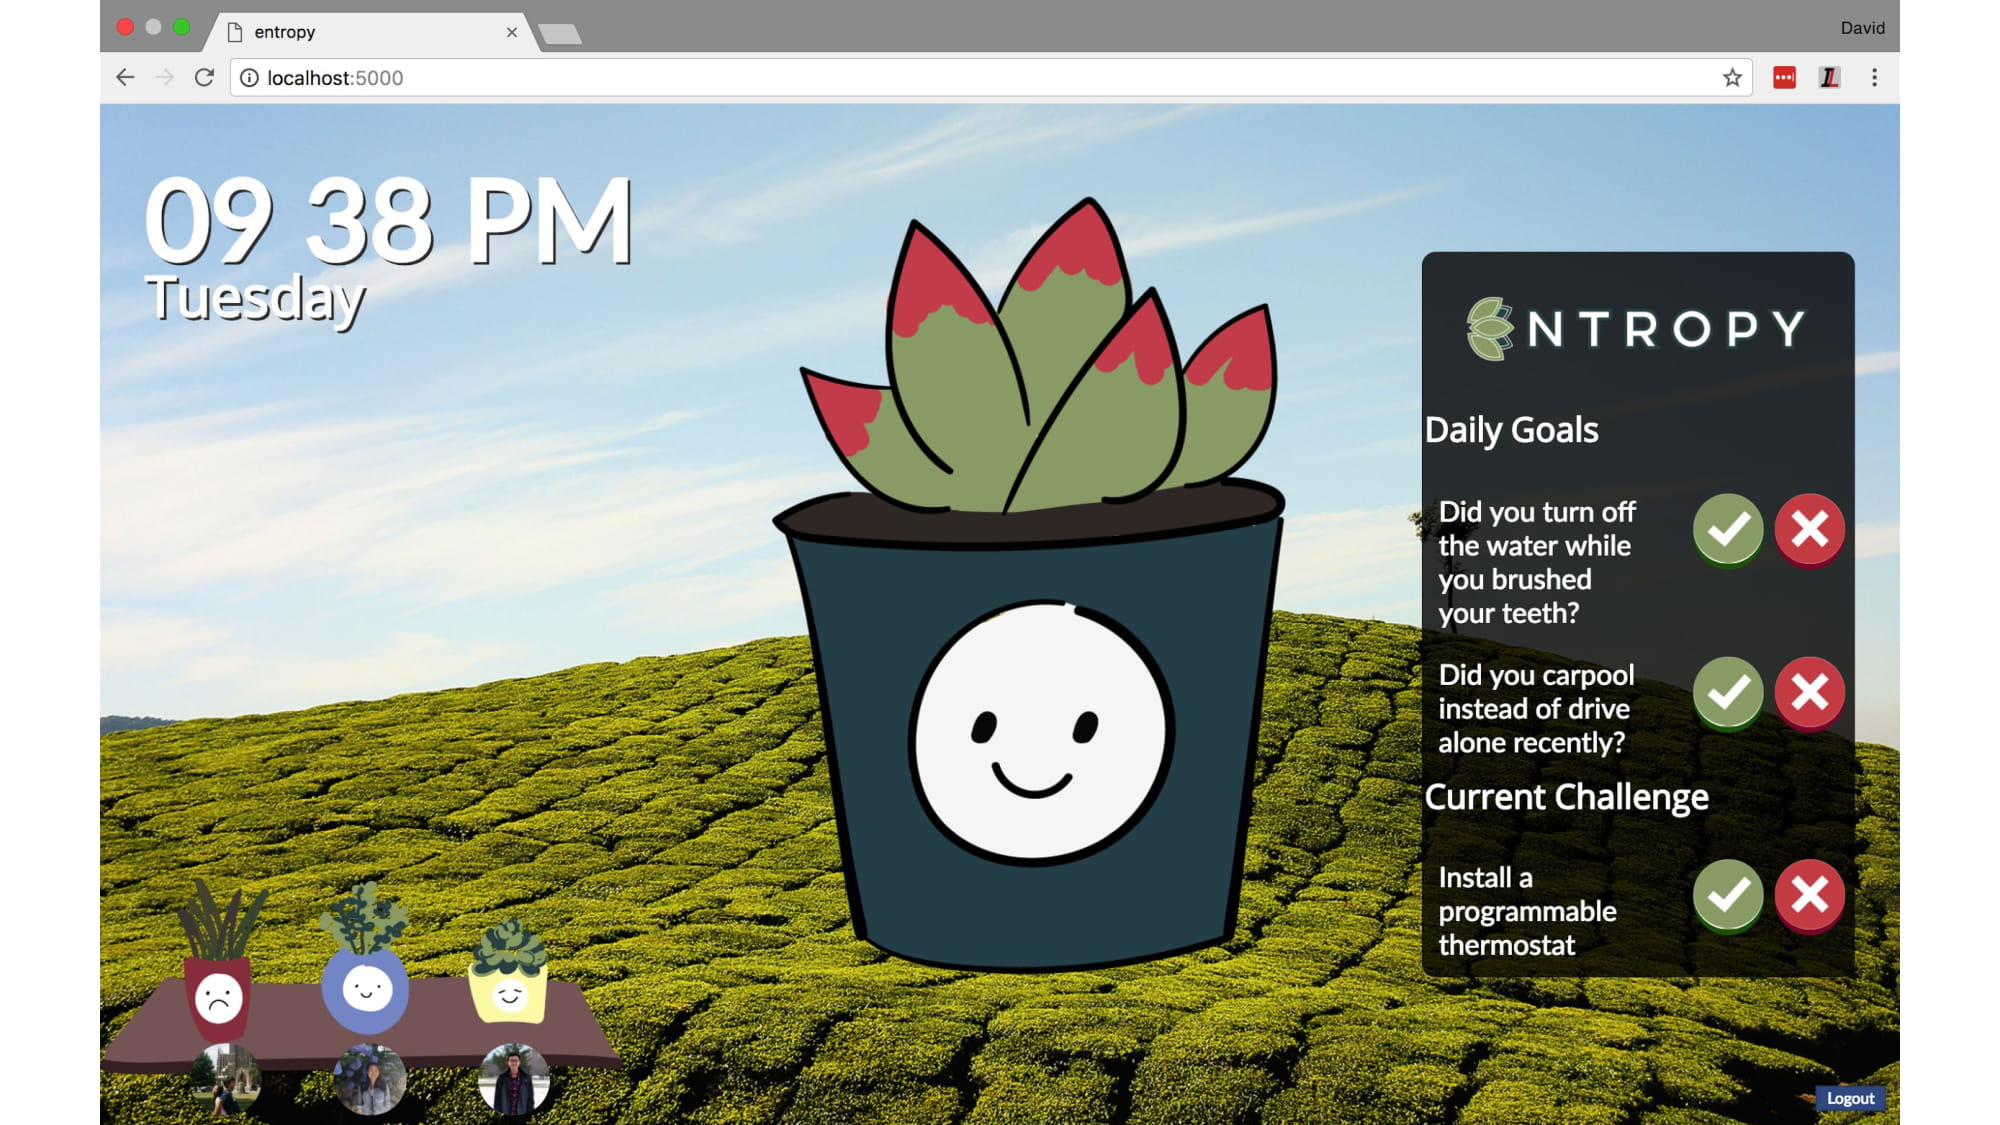 entropy
David
localhost:5000
09 38 PM
Tuesday
NTROPY
Daily Goals
Did you turn off
the water while
you brushed
your teeth?
Did you carpool
instead of drive
alone recently?
Current Challenge
Install a
programmable
thermostat
Logout